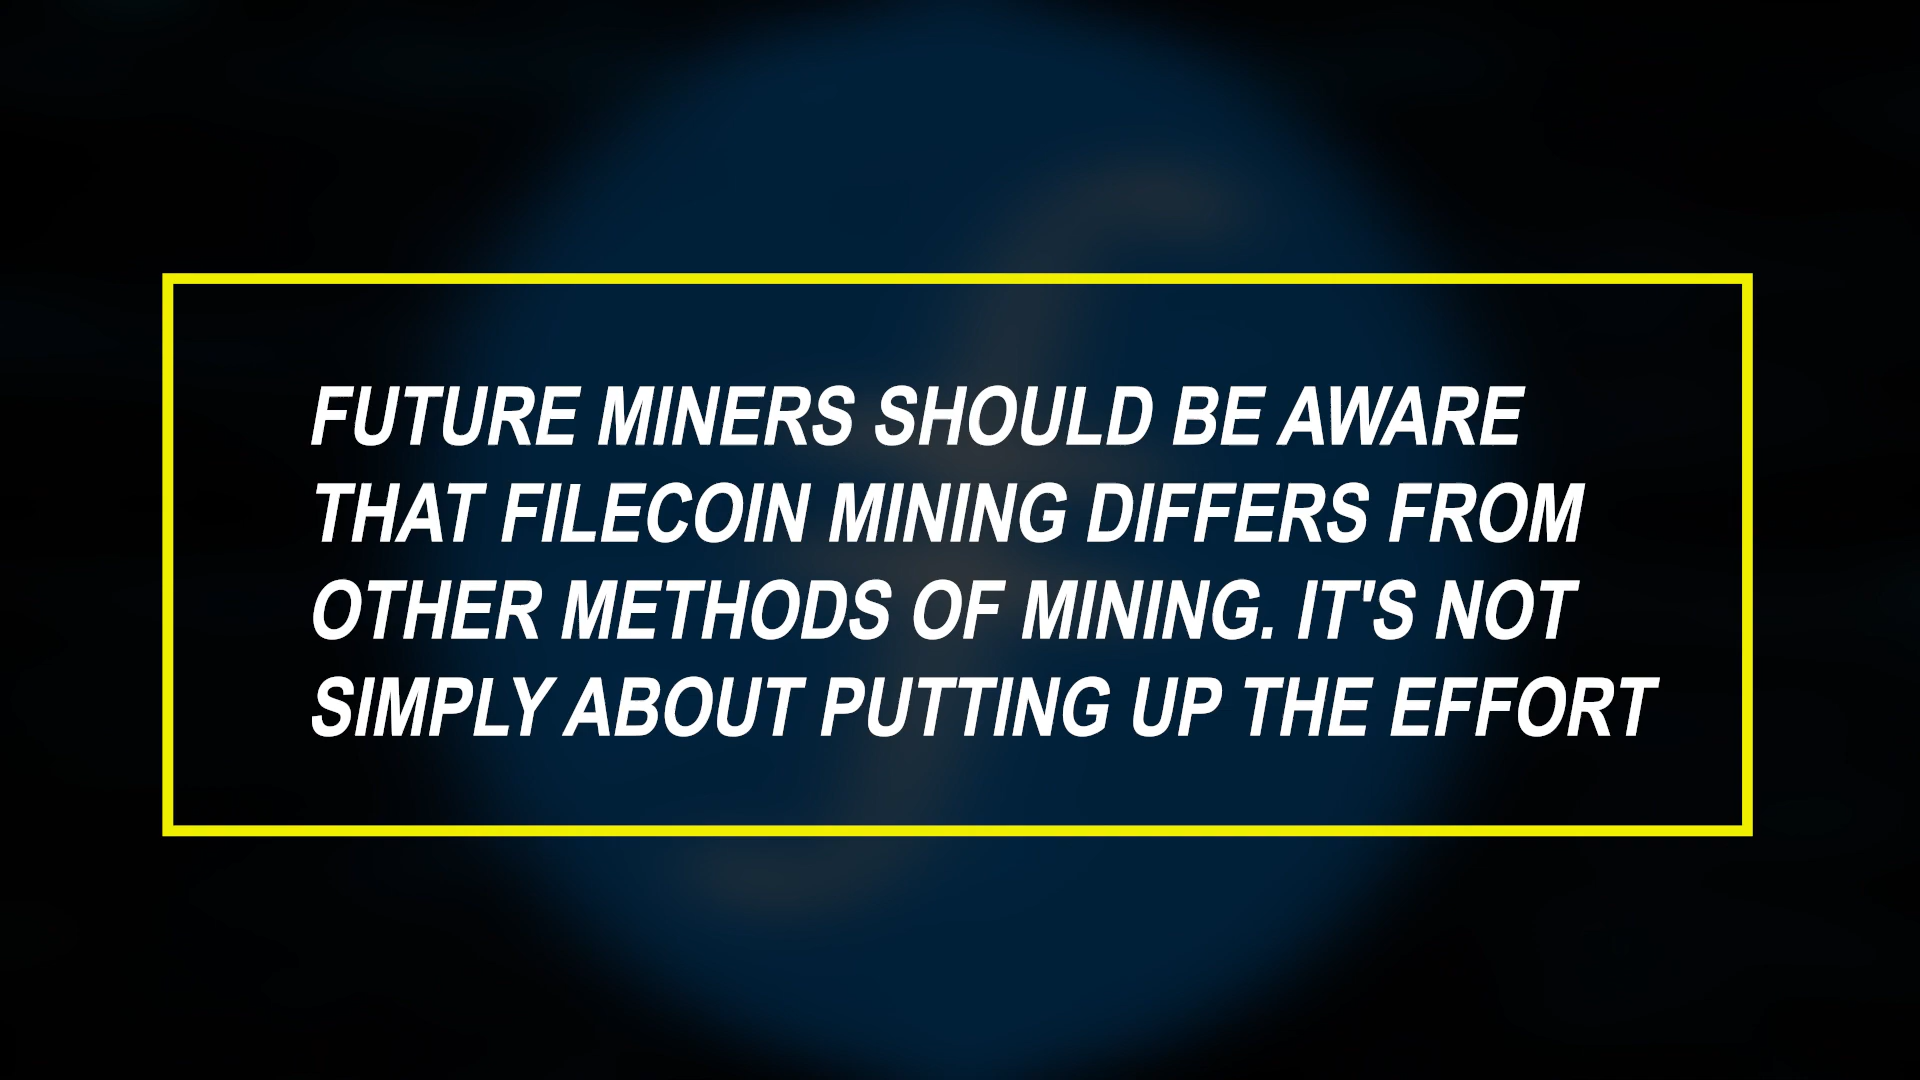 FUTURE MINERS SHOULD BE AWARE
THAT FILECOIN MINING DIFFERS FROM
OTHER METHODS OF MINING. IT'S NOT
SIMPLY ABOUT PUTTING UP THE EFFORT